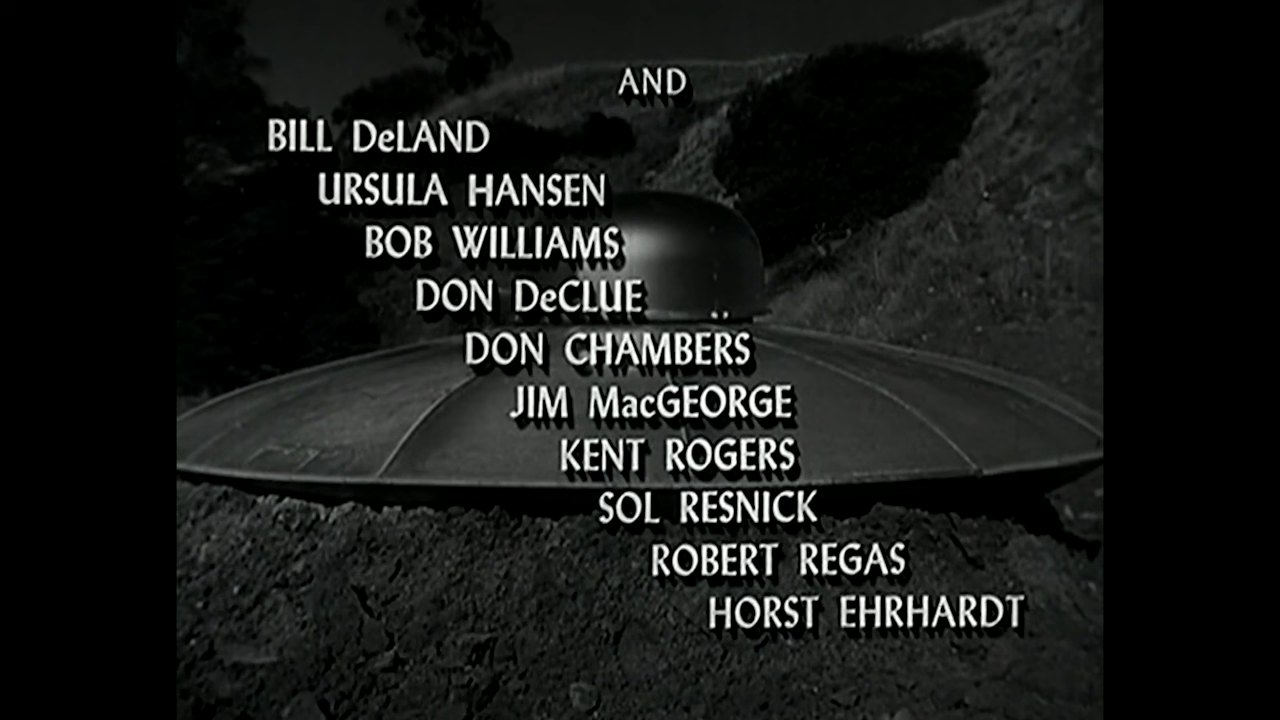 AND
BILL DeLAND
URSULA HANSEN
BOB WILLIAMS
DON DeCLUE
DON CHAMBERS
JIM MacGEORGE
KENT ROGERS
SOL RESNICK
ROBERT REGAS
HORST EHRHARDT